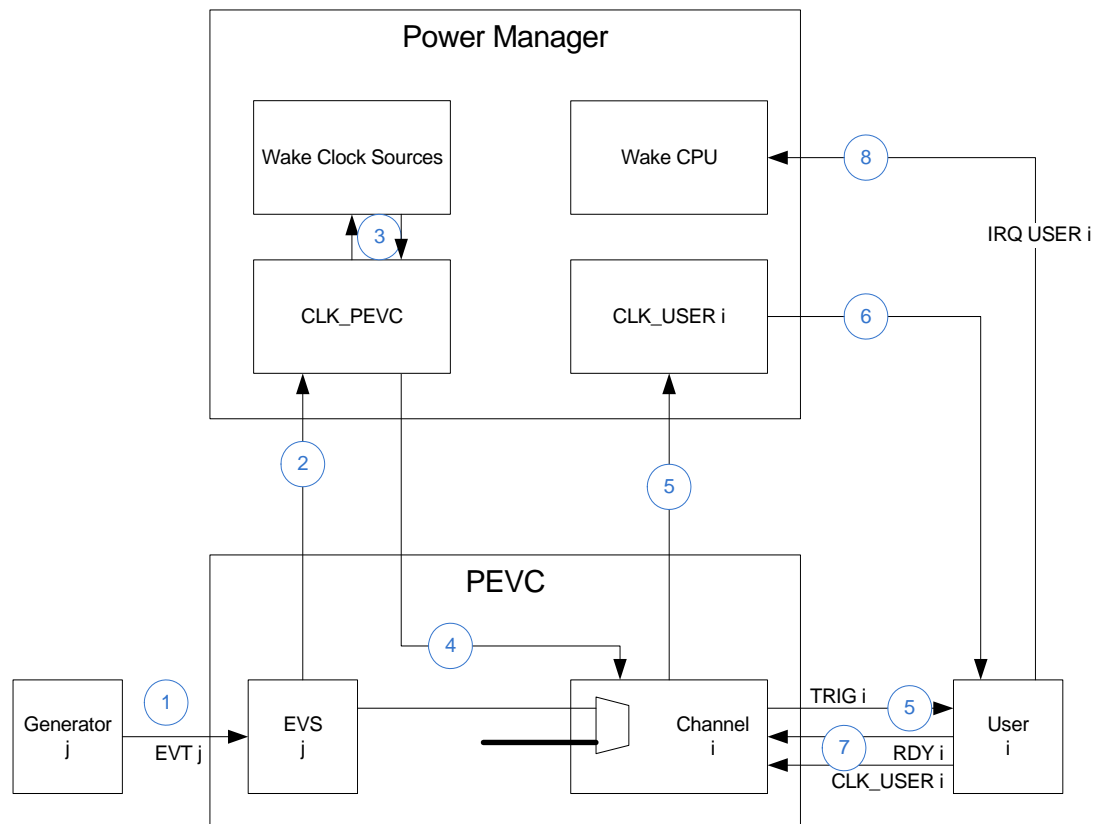 Power Manager
Wake Clock Sources
Wake CPU
8
3
IRQ USER i
CLK_PEVC
CLK_USER i
6
2
5
PEVC
4
1
TRIG i
5
Generator
j
EVT j
EVS
j
Channel
i
7
RDY i
CLK_USER i
User
i